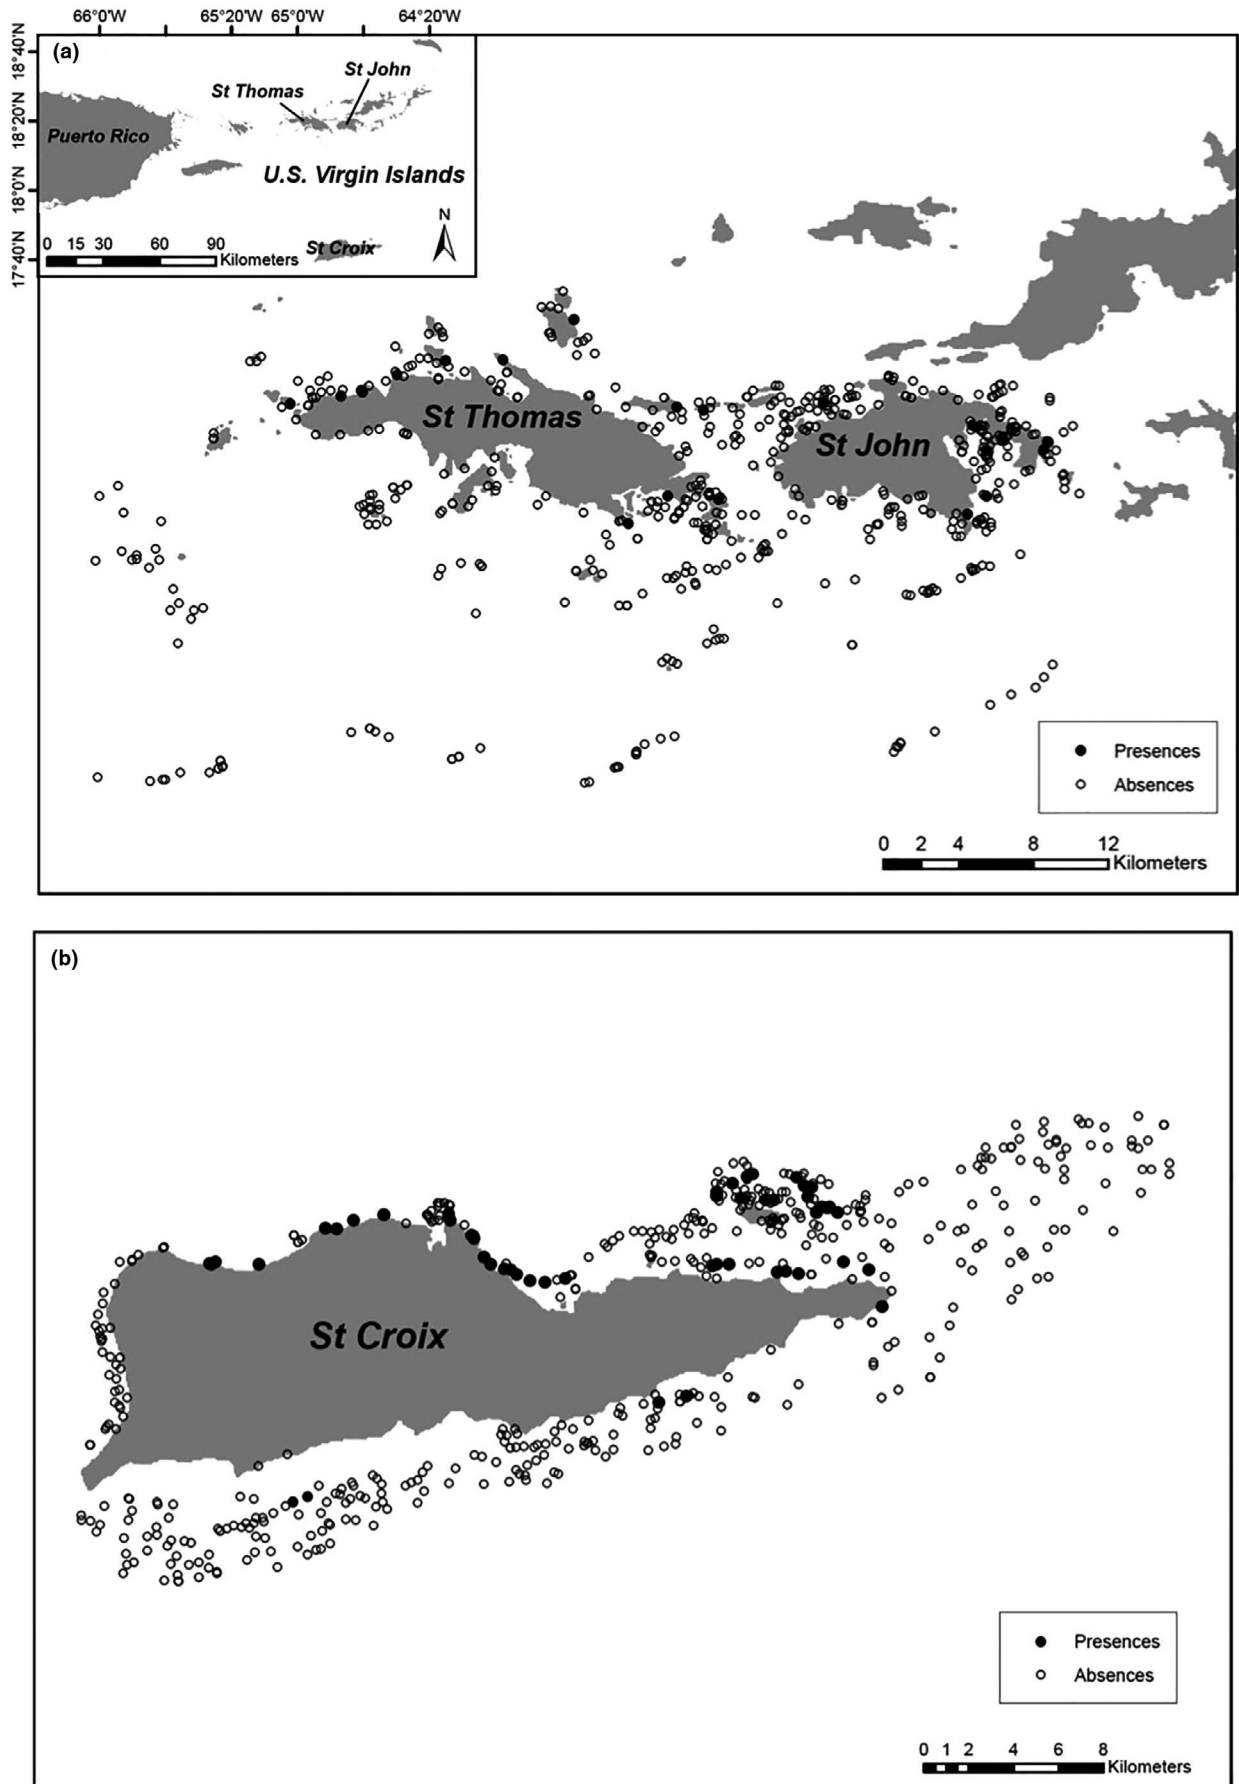 66°0'W 65°20'W 65°0'W 64°20'W
18°40'N
18°20'N
18°0'N
17°40'N
(a)
St John
St Thomas
Puerto Rico
U.S. Virgin Islands
N
St Croix
0 15 30 60 90
Kilometers
St Thomas
St John
Presences
Absences
0 2 4 8 12
Kilometers
(b)
St Croix
Presences
Absences
0 1 2 4 6 8
Kilometers